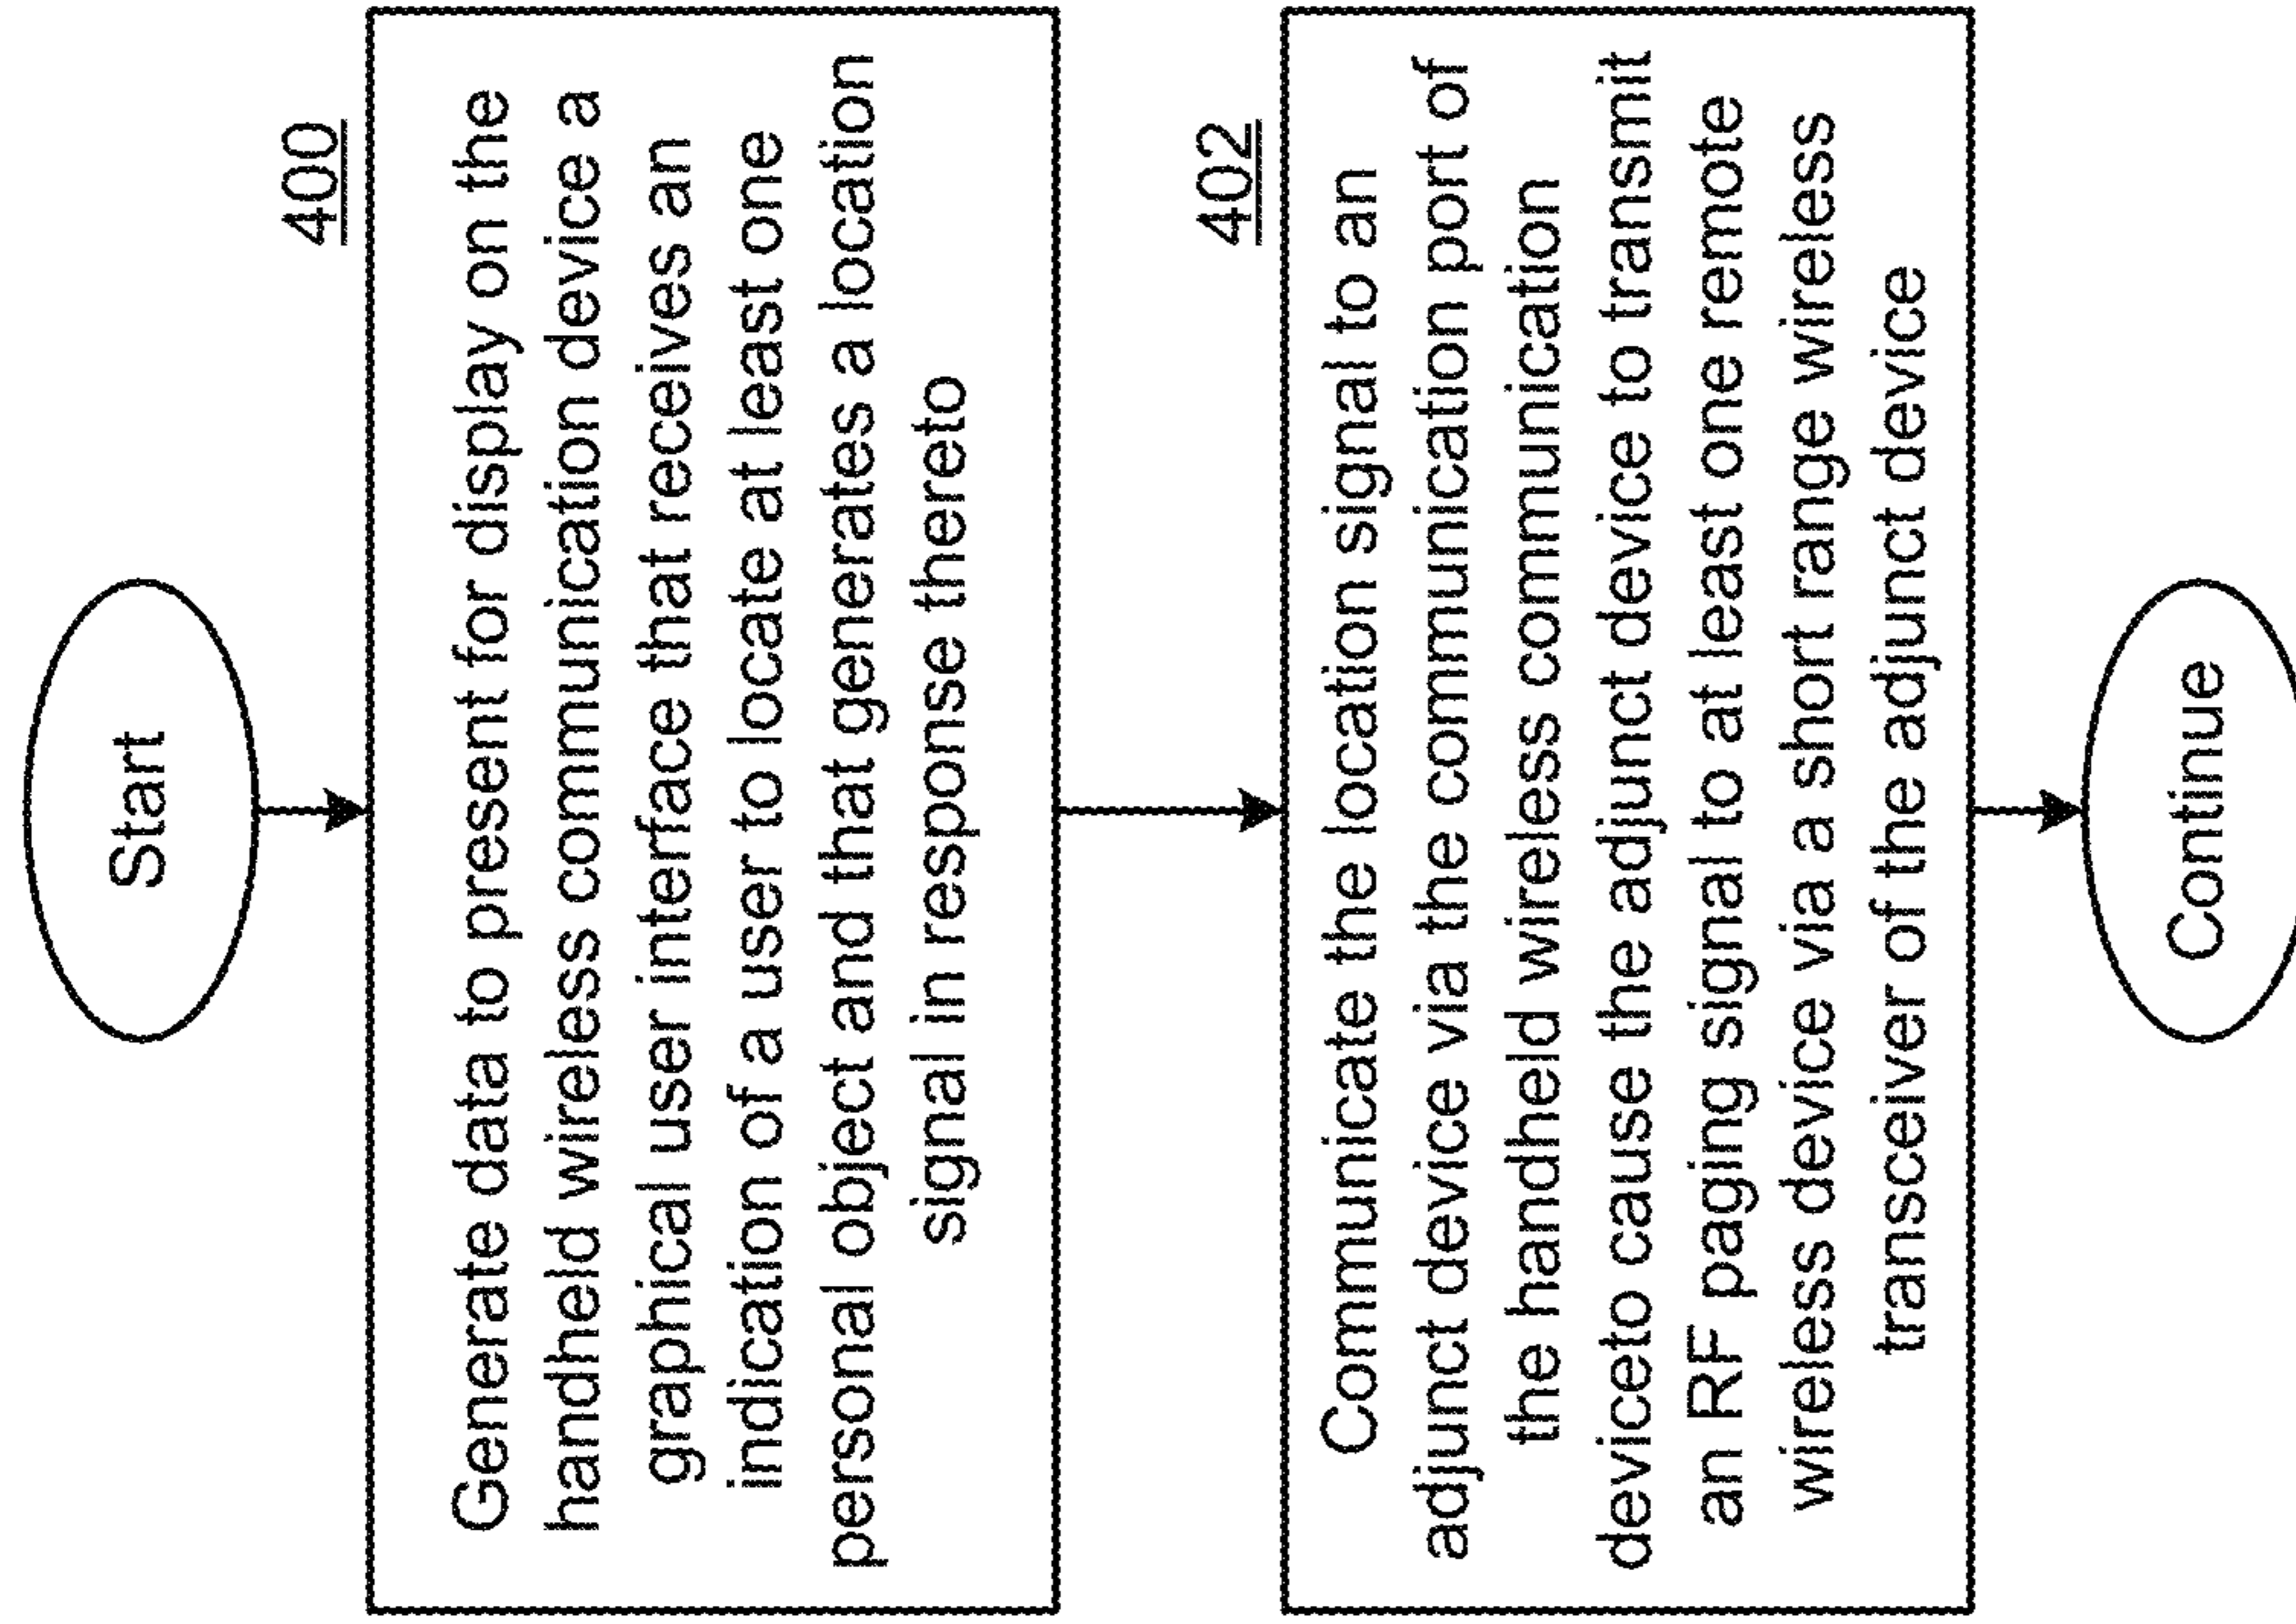 Start
400
Generate data to present for display on the
handheld wireless communication device a
graphical user interface that receives an
indication of a user to locate at least one
personal object and that generates a location
signal in response thereto
402
Communicate the location signal to an
adjunct device via the communication port of
the handheld wireless communication
deviceto cause the adjunct device to transmit
an RF paging signal to at least one remote
wireless device via a short range wireless
transceiver of the adjunct device
Continue